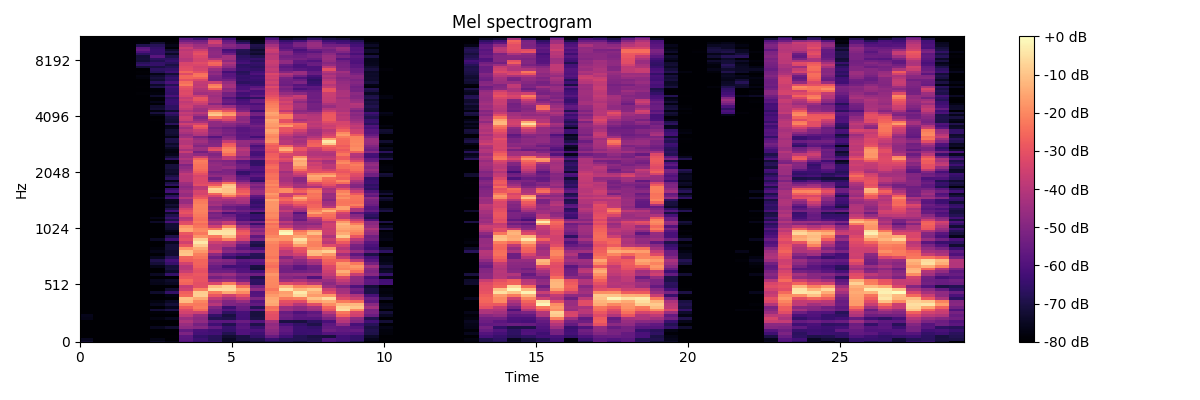 Mel spectrogram
+0 dB
8192
-10 dB
4096
-20 dB
-30 dB
2048
-40 dB
Hz
1024
-50 dB
-60 dB
512
-70 dB
0
-80 dB
0 5 10 15 20 25
Time